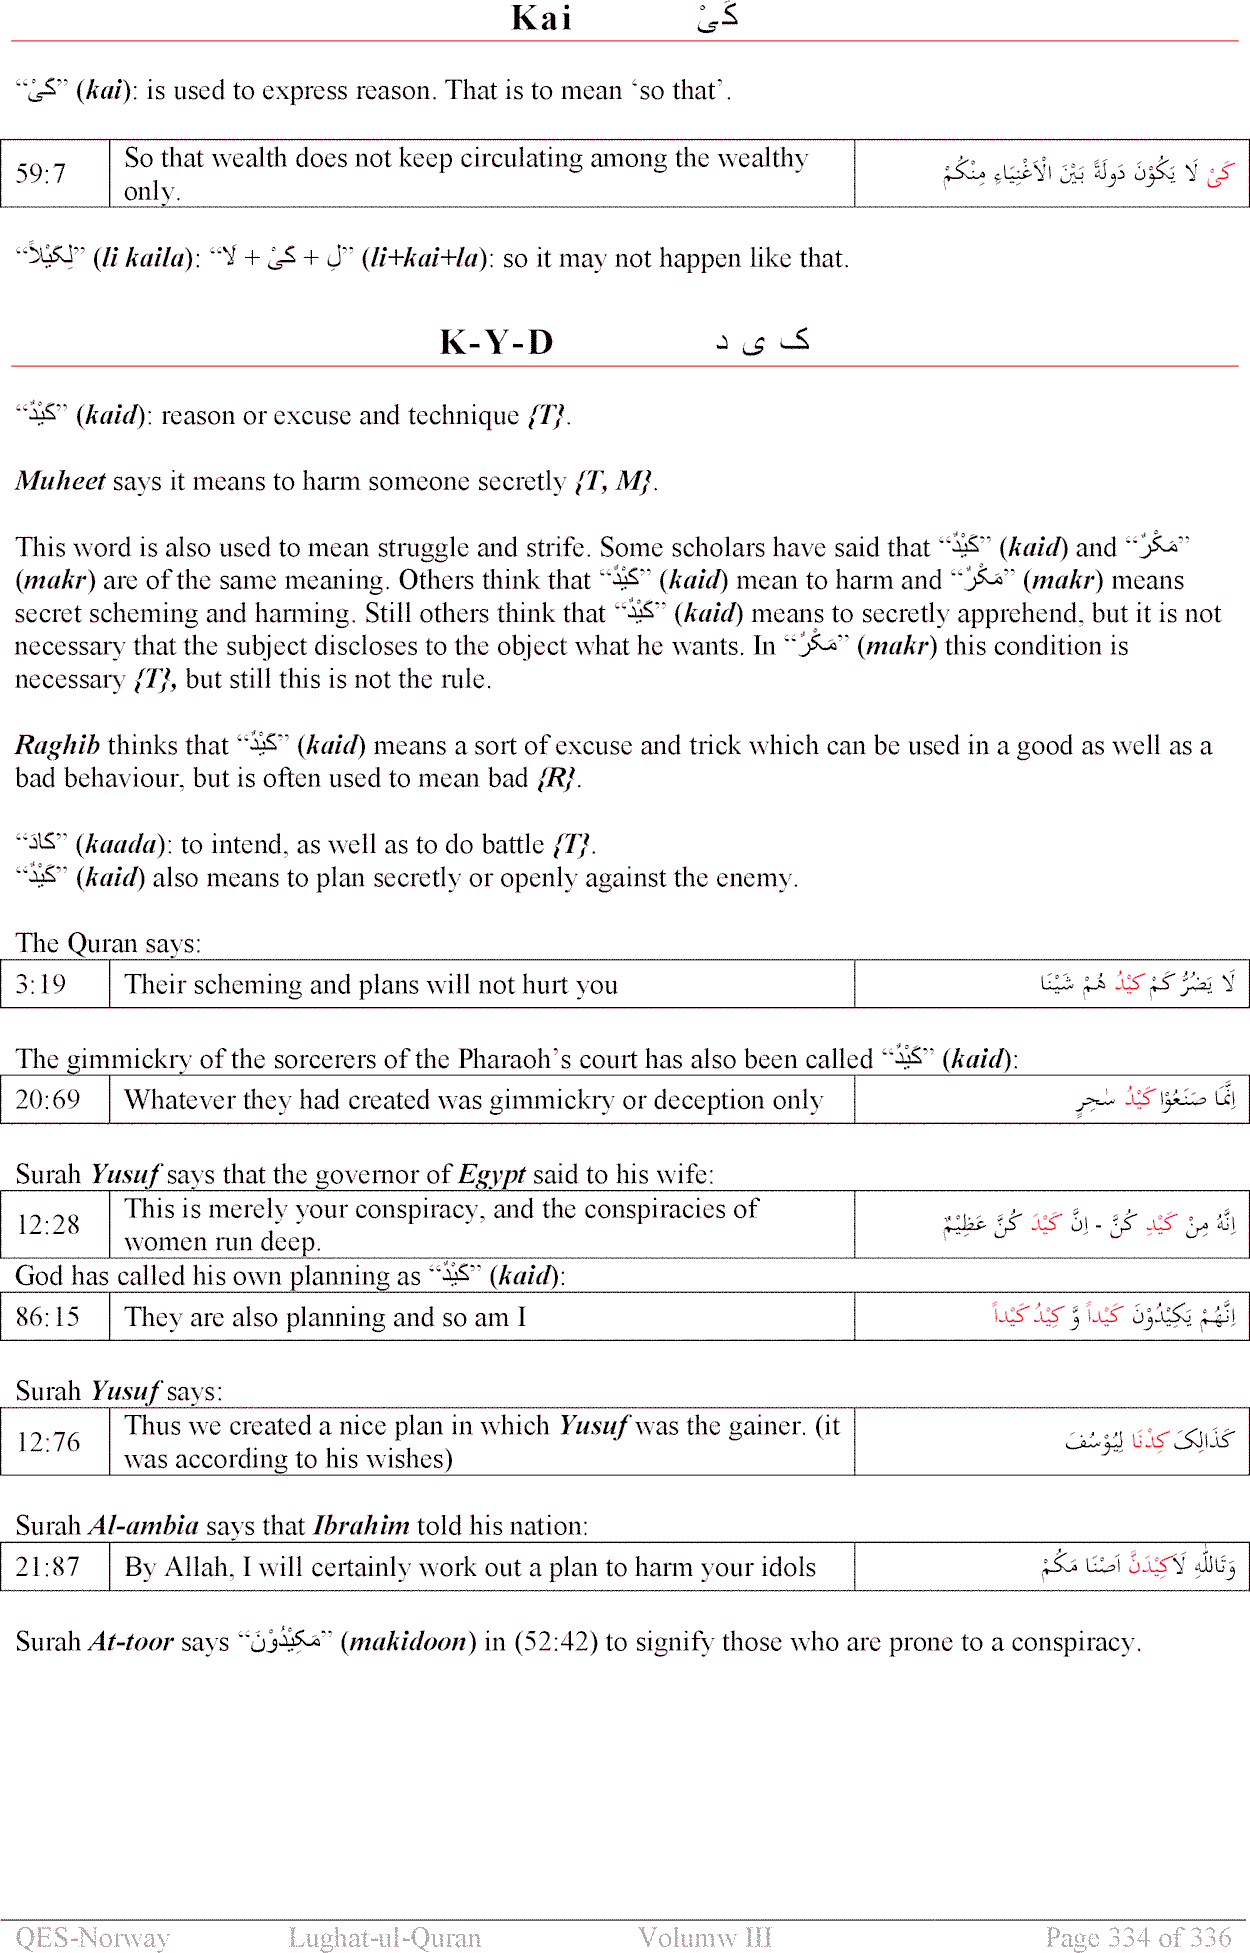 Kai كَیْ
“كَیْ” (kai): is used to express reason. That is to mean ‘so that’.
59:7 So that wealth does not keep circulating among the wealthy
only. كَیْ لَا يَكُوْنَ دَولَةً بَيْنَ الْاَغْنِيَاءِ مِنْكُمْ
“لِكَيْلاً” (li kaila): “لِ + كَیْ + لَا” (li+kai+la): so it may not happen like that.
K-Y-D ک ی د
“كَيْدٌ” (kaid): reason or excuse and technique {T}.
Muheet says it means to harm someone secretly {T, M}.
This word is also used to mean struggle and strife. Some scholars have said that “كَيْدٌ” (kaid) and “مَكْرٌ”
(makr) are of the same meaning. Others think that “كَيْدٌ” (kaid) mean to harm and “مَكْرٌ” (makr) means
secret scheming and harming. Still others think that “كَيْدٌ” (kaid) means to secretly apprehend, but it is not
necessary that the subject discloses to the object what he wants. In “مَكْرٌ” (makr) this condition is
necessary {T}, but still this is not the rule.
Raghib thinks that “كَيْدٌ” (kaid) means a sort of excuse and trick which can be used in a good as well as a
bad behaviour, but is often used to mean bad {R}.
“كَادَ” (kaada): to intend, as well as to do battle {T}.
“كَيْدٌ” (kaid) also means to plan secretly or openly against the enemy.
The Quran says:
3:19 Their scheming and plans will not hurt you لَا يَضُرُّ كَمْ كَيْدُ هُمْ شَيْئَا
The gimmickry of the sorcerers of the Pharaoh’s court has also been called “كَيْدٌ” (kaid):
20:69 Whatever they had created was gimmickry or deception only اِنَّمَا صَنَعُوْا كَيْدُ سٰحِرٍ
Surah Yusuf says that the governor of Egypt said to his wife:
12:28 This is merely your conspiracy, and the conspiracies of
women run deep. اِنَّهُ مِنْ كَيْدِ كُنَّ - اِنَّ كَيْدَ كُنَّ عَظِيْمٌ
God has called his own planning as “كَيْدٌ” (kaid):
86:15 They are also planning and so am I اِنَّهُمْ يَكِيْدُوْنَ كَيْداً وَّ كِيْدُ كَيْداً
Surah Yusuf says:
12:76 Thus we created a nice plan in which Yusuf was the gainer. (it
was according to his wishes) كَذَالِکَ كِدْنَا لِيُوْسُفَ
Surah Al-ambia says that Ibrahim told his nation:
21:87 By Allah, I will certainly work out a plan to harm your idols وَتَاللّٰهِ لَاَكِيْدَنَّ اَصْنَا مَكُمْ
Surah At-toor says “مَكِيْدُوْنَ” (makidoon) in (52:42) to signify those who are prone to a conspiracy.
QES-Norway Lughat-ul-Quran Volumw III Page 334 of 336